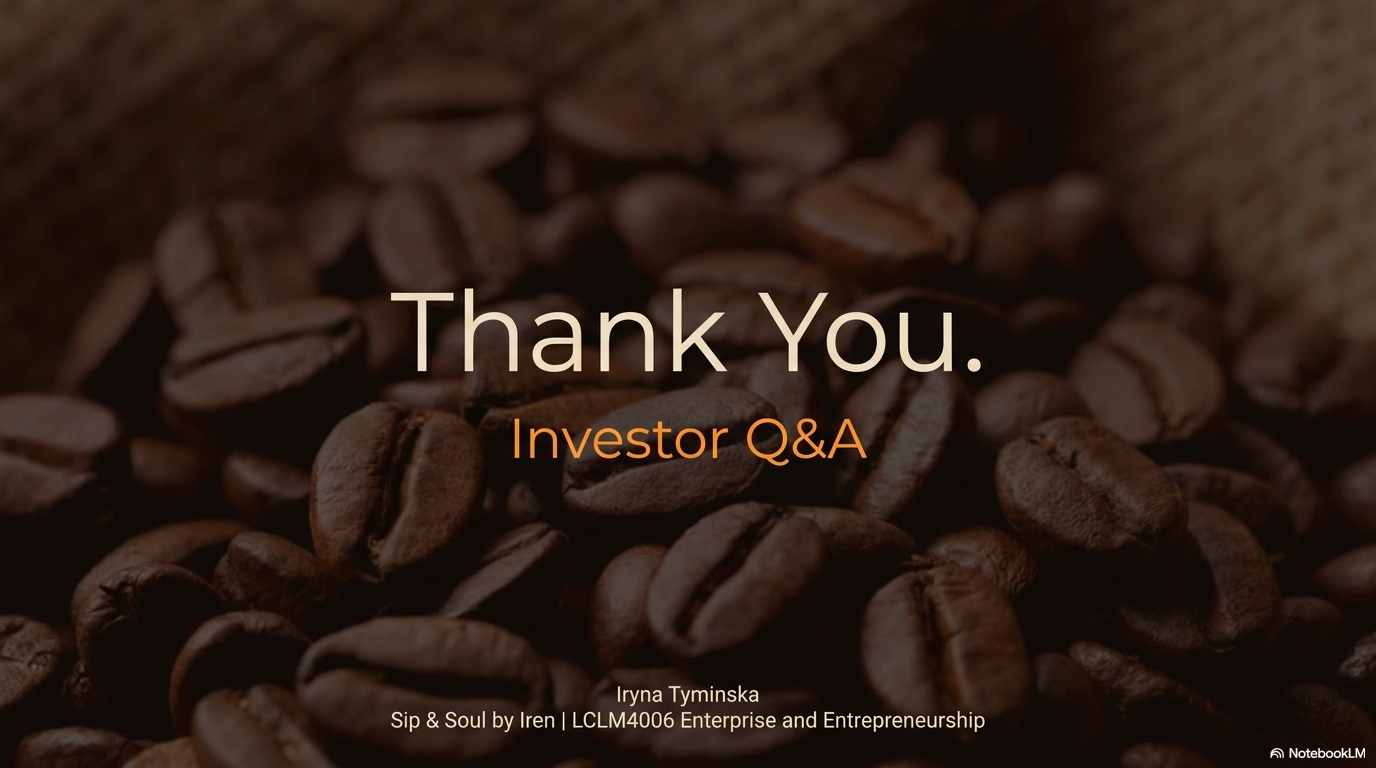 Thank You.
Investor Q&A
Iryna Tyminska
Sip & Soul by Iren | LCLM4006 Enterprise and Entrepreneurship
NotebookLM